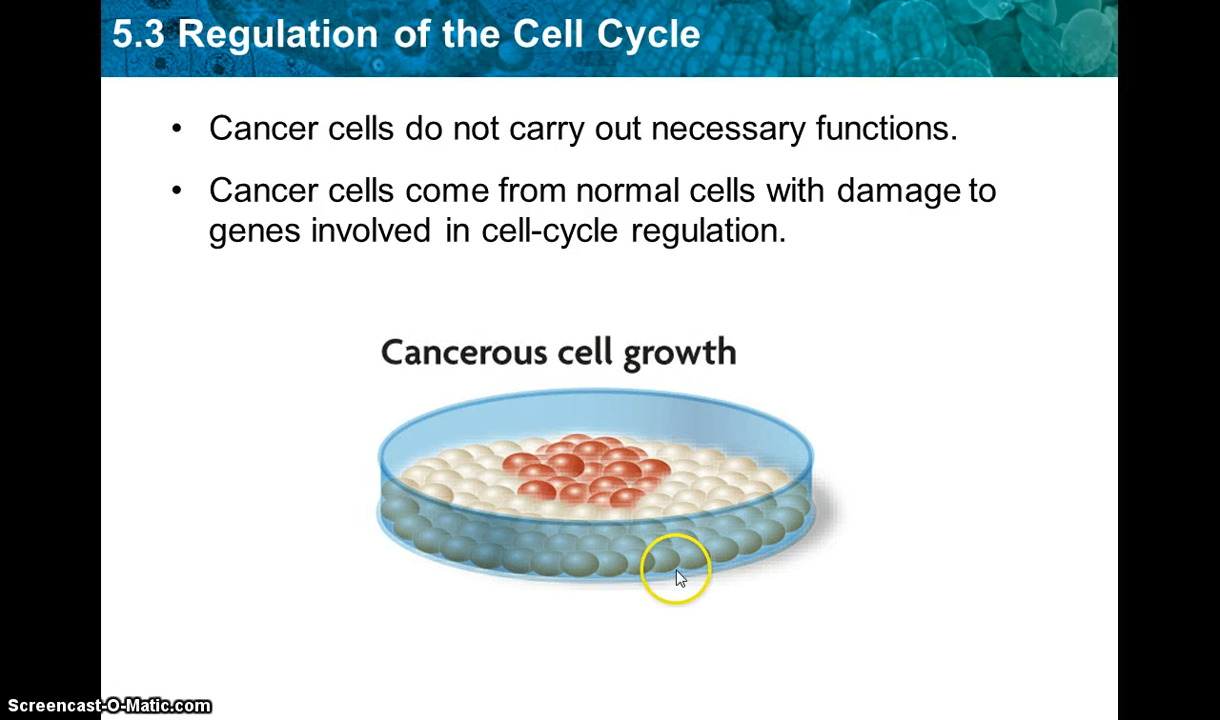 5.3 Regulation of the Cell Cycle
• Cancer cells do not carry out necessary functions.
• Cancer cells come from normal cells with damage to
genes involved in cell-cycle regulation.
Cancerous cell growth
Screencast-O-Matic.com